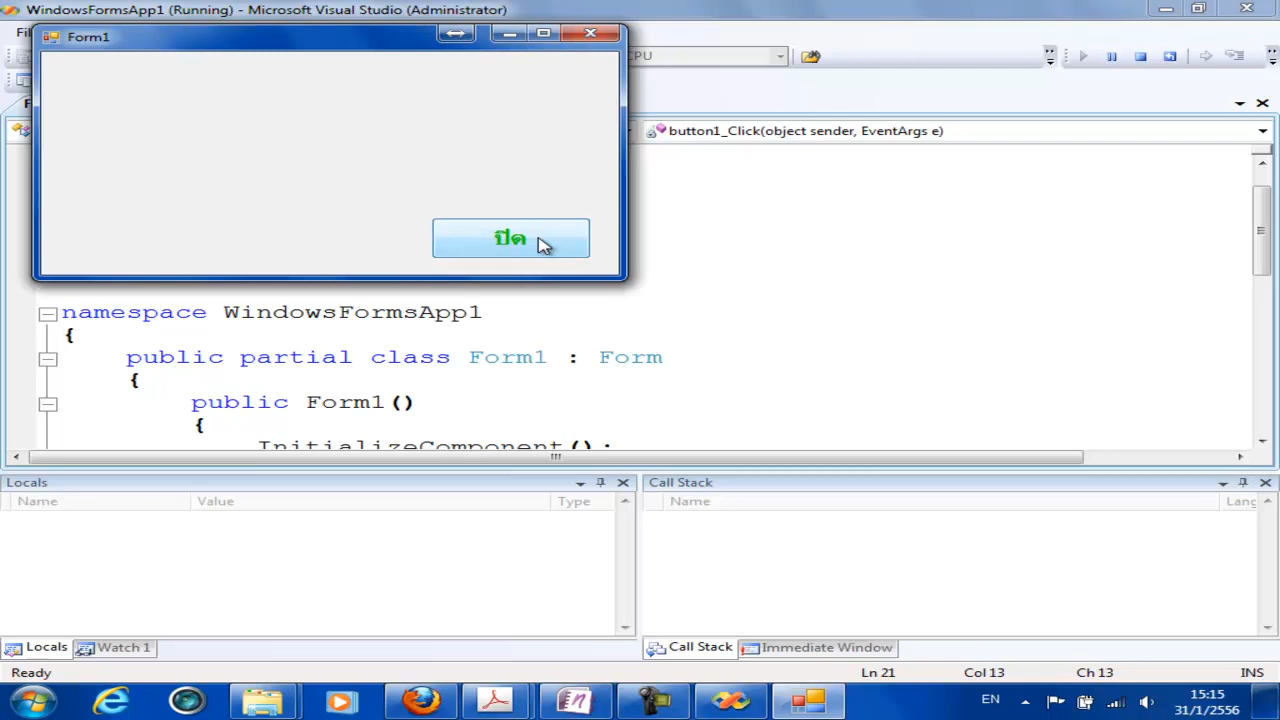 WindowsFormsApp1 (Running) - Microsoft Visual Studio (Administrator)
Form1
CPU
button1_Click(object sender, EventArgs e)
ปิด
namespace WindowsFormsApp1
{
public partial class Form1 : Form
{
public Form1()
{
InitializeComponent();
Locals
Name Value Type
Call Stack
Name Lang
Locals Watch 1
Call Stack Immediate Window
Ready Ln 21 Col 13 Ch 13 INS
EN
15:15
31/1/2556